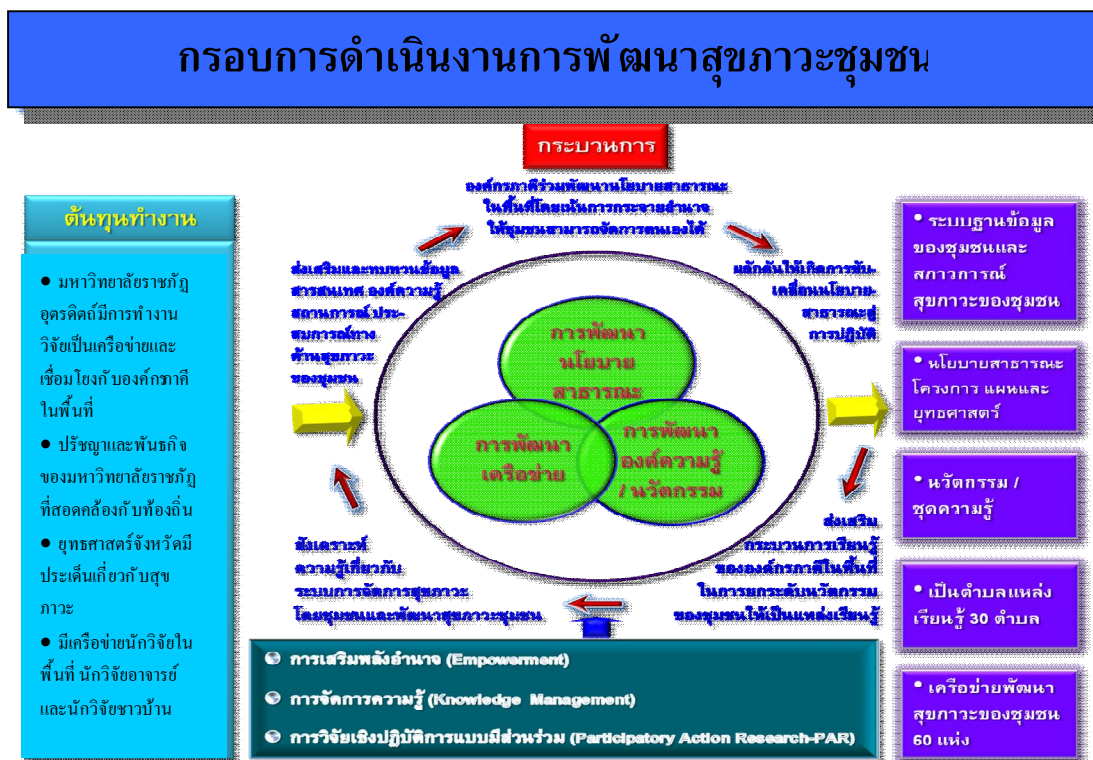 กรอบการดำเนินงานการพัฒนาสุขภาวะชุมชน
กระบวนการ
องค์กรภาคีร่วมพัฒนานโยบายสาธารณะ
ในพื้นที่โดยเน้นการกระจายอำนาจ
ให้ชุมชนสามารถจัดการตนเองได้
ต้นทุนทำงาน
● มหาวิทยาลัยราชภัฏ
อุตรดิตถ์มีการทำงาน
วิจัยเป็นเครือข่ายและ
เชื่อมโยงกับองค์กรภาคี
ในพื้นที่
● ปรัชญาและพันธกิจ
ของมหาวิทยาลัยราชภัฏ
ที่สอดคล้องกับท้องถิ่น
● ยุทธศาสตร์จังหวัดมี
ประเด็นเกี่ยวกับสุข
ภาวะ
● มีเครือข่ายนักวิจัยใน
พื้นที่ นักวิจัยอาจารย์
และนักวิจัยชาวบ้าน
ส่งเสริมและทบทวนข้อมูล
สารสนเทศ องค์ความรู้
สถานการณ์ ประ-
สบการณ์ทาง
ด้านสุขภาวะ
ของชุมชน
ผลักดันให้เกิดการขับ-
เคลื่อนนโยบาย-
สาธารณะสู่
การปฏิบัติ
การพัฒนา
นโยบาย
สาธารณะ
การพัฒนา
เครือข่าย
การพัฒนา
องค์ความรู้
/ นวัตกรรม
สังเคราะห์
ความรู้เกี่ยวกับ
ระบบการจัดการสุขภาวะ
โดยชุมชนและพัฒนาสุขภาวะชุมชน
ส่งเสริม
กระบวนการเรียนรู้
ขององค์กรภาคีในพื้นที่
ในการยกระดับนวัตกรรม
ของชุมชนให้เป็นแหล่งเรียนรู้
การเสริมพลังอำนาจ (Empowerment)
การจัดการความรู้ (Knowledge Management)
การวิจัยเชิงปฏิบัติการแบบมีส่วนร่วม (Participatory Action Research-PAR)
• ระบบฐานข้อมูล
ของชุมชนและ
สภาวการณ์
สุขภาวะของชุมชน
• นโยบายสาธารณะ
โครงการ แผนและ
ยุทธศาสตร์
• นวัตกรรม /
ชุดความรู้
• เป็นตำบลแหล่ง
เรียนรู้ 30 ตำบล
• เครือข่ายพัฒนา
สุขภาวะของชุมชน
60 แห่ง